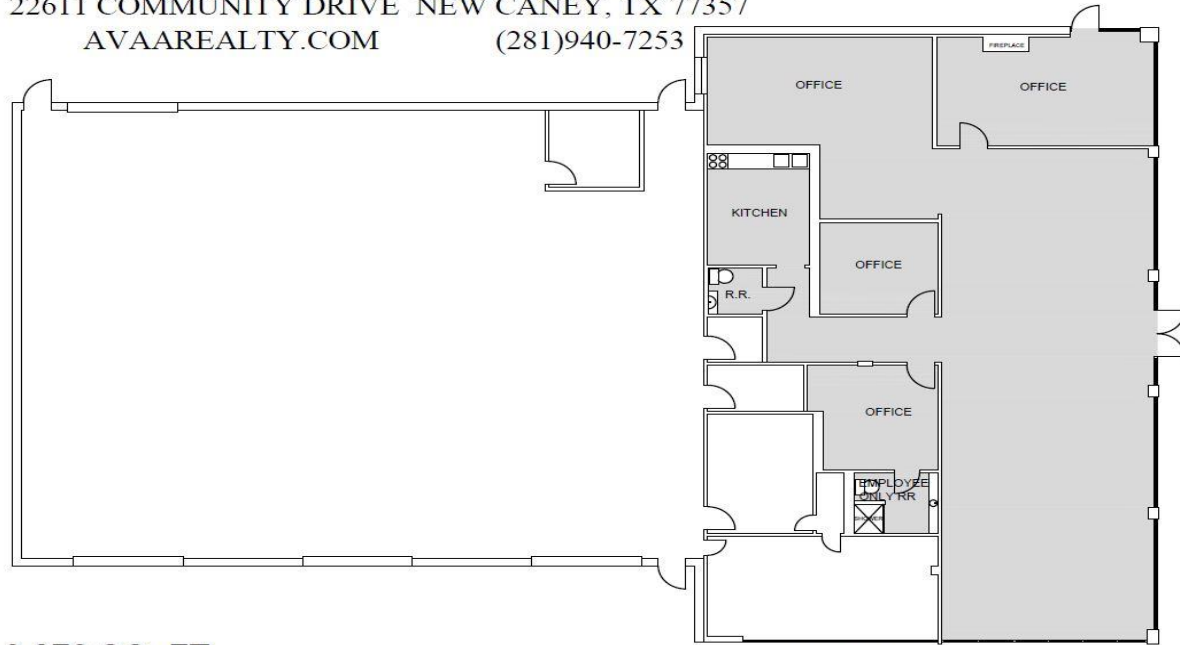 22611 COMMUNITY DRIVE NEW CANEY, TX 77357
AVAAREALTY.COM (281)940-7253
FIREPLACE
OFFICE
OFFICE
KITCHEN
OFFICE
R.R.
OFFICE
EMPLOYEE
ONLY RR
SHOWER